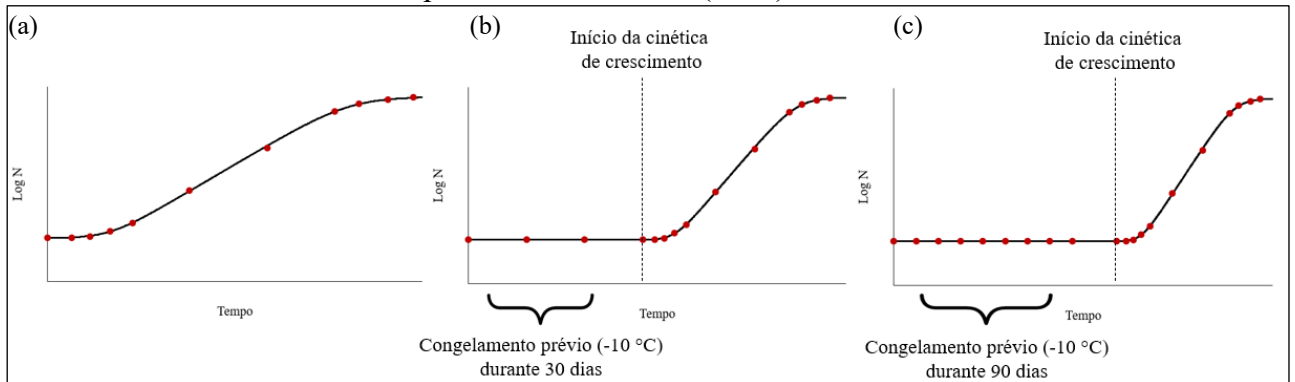 (a)
Log N
Tempo
(b)
Início da cinética
de crescimento
Log N
Tempo
Congelamento prévio (-10 °C)
durante 30 dias
(c)
Início da cinética
de crescimento
Log N
Tempo
Congelamento prévio (-10 °C)
durante 90 dias